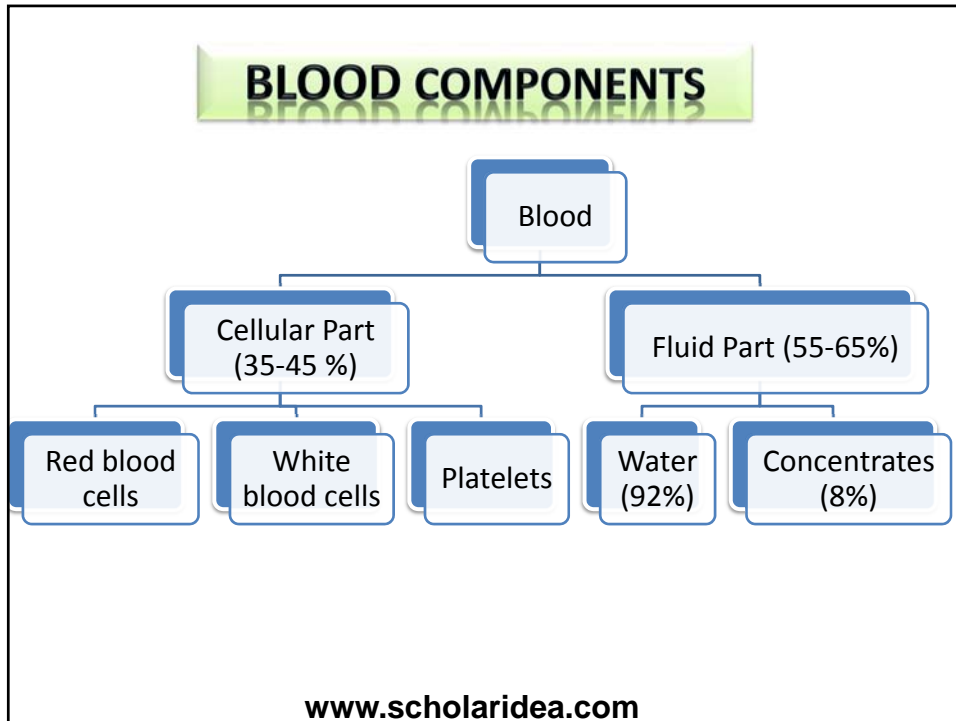 BLOOD COMPONENTS
Blood
Cellular Part
(35-45 %)
Fluid Part (55-65%)
Red blood
cells
White
blood cells
Platelets
Water
(92%)
Concentrates
(8%)
www.scholaridea.com